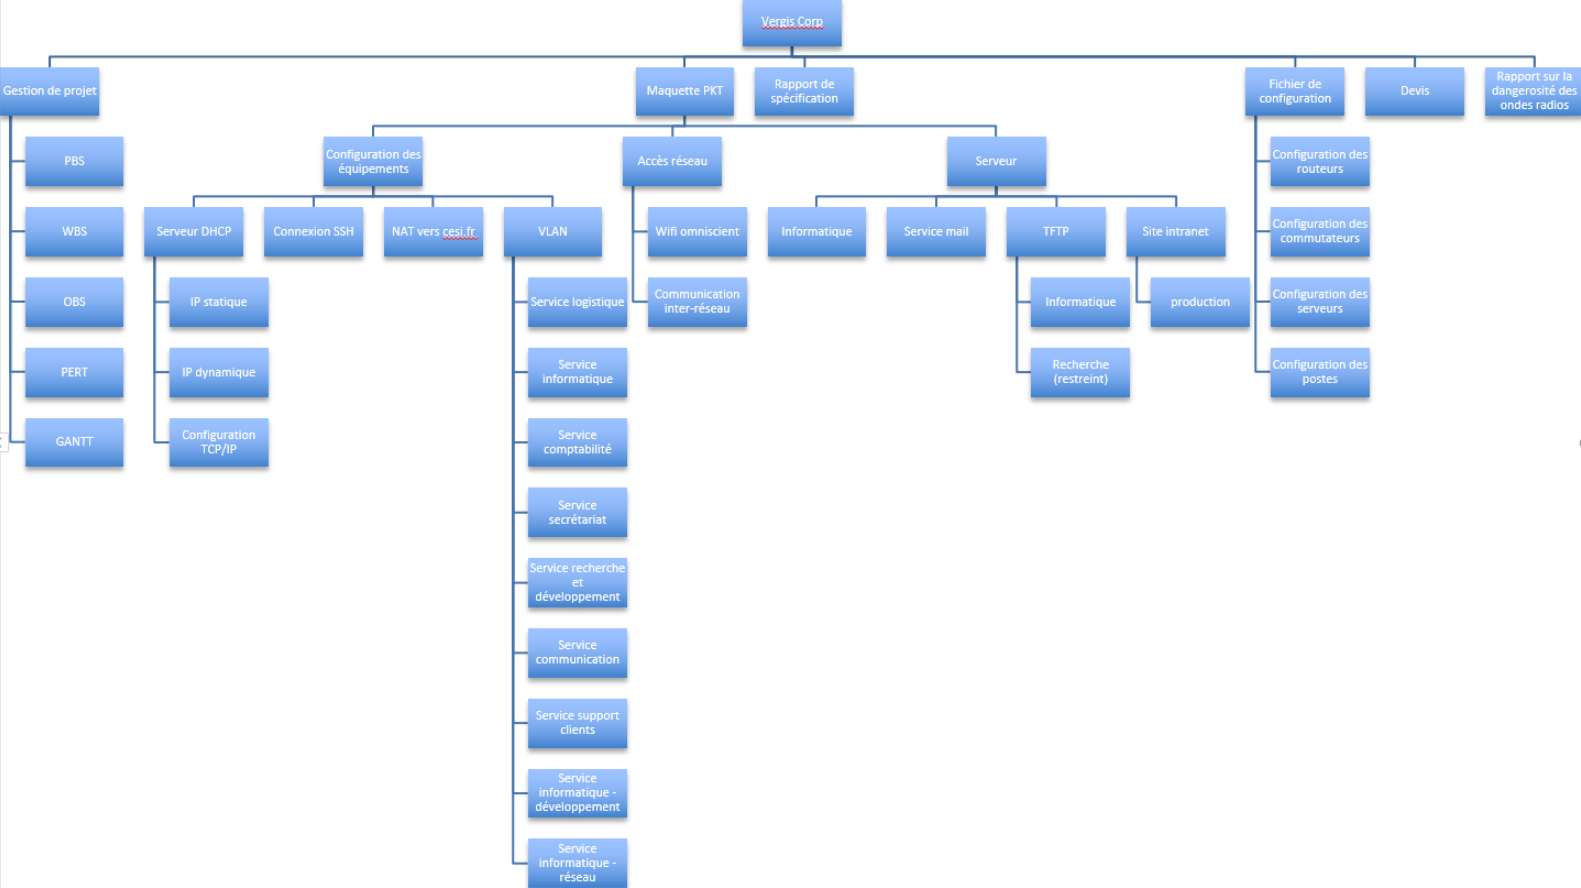 Vergis Corp
Gestion de projet
Maquette PKT
Rapport de
spécification
Fichier de
configuration
Devis
Rapport sur la
dangerosité des
ondes radios
PBS
WBS
OBS
PERT
GANTT
Configuration des
équipements
Accès réseau
Serveur
Serveur DHCP
Connexion SSH
NAT vers cesi.fr
VLAN
IP statique
IP dynamique
Configuration
TCP/IP
Service logistique
Service
informatique
Service
comptabilité
Service
secrétariat
Service recherche
et
développement
Service
communication
Service support
clients
Service
informatique -
développement
Service
informatique -
réseau
Wifi omniscient
Communication
inter-réseau
Informatique
Service mail
TFTP
Site intranet
Informatique
Recherche
(restreint)
production
Configuration des
routeurs
Configuration des
commutateurs
Configuration des
serveurs
Configuration des
postes